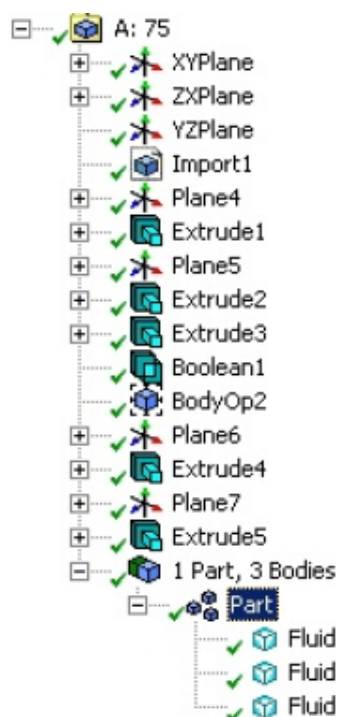 A: 75
XYPlane
ZXPlane
YZPlane
Import1
Plane4
Extrude1
Plane5
Extrude2
Extrude3
Boolean1
BodyOp2
Plane6
Extrude4
Plane7
Extrude5
1 Part, 3 Bodies
Part
Fluid
Fluid
Fluid